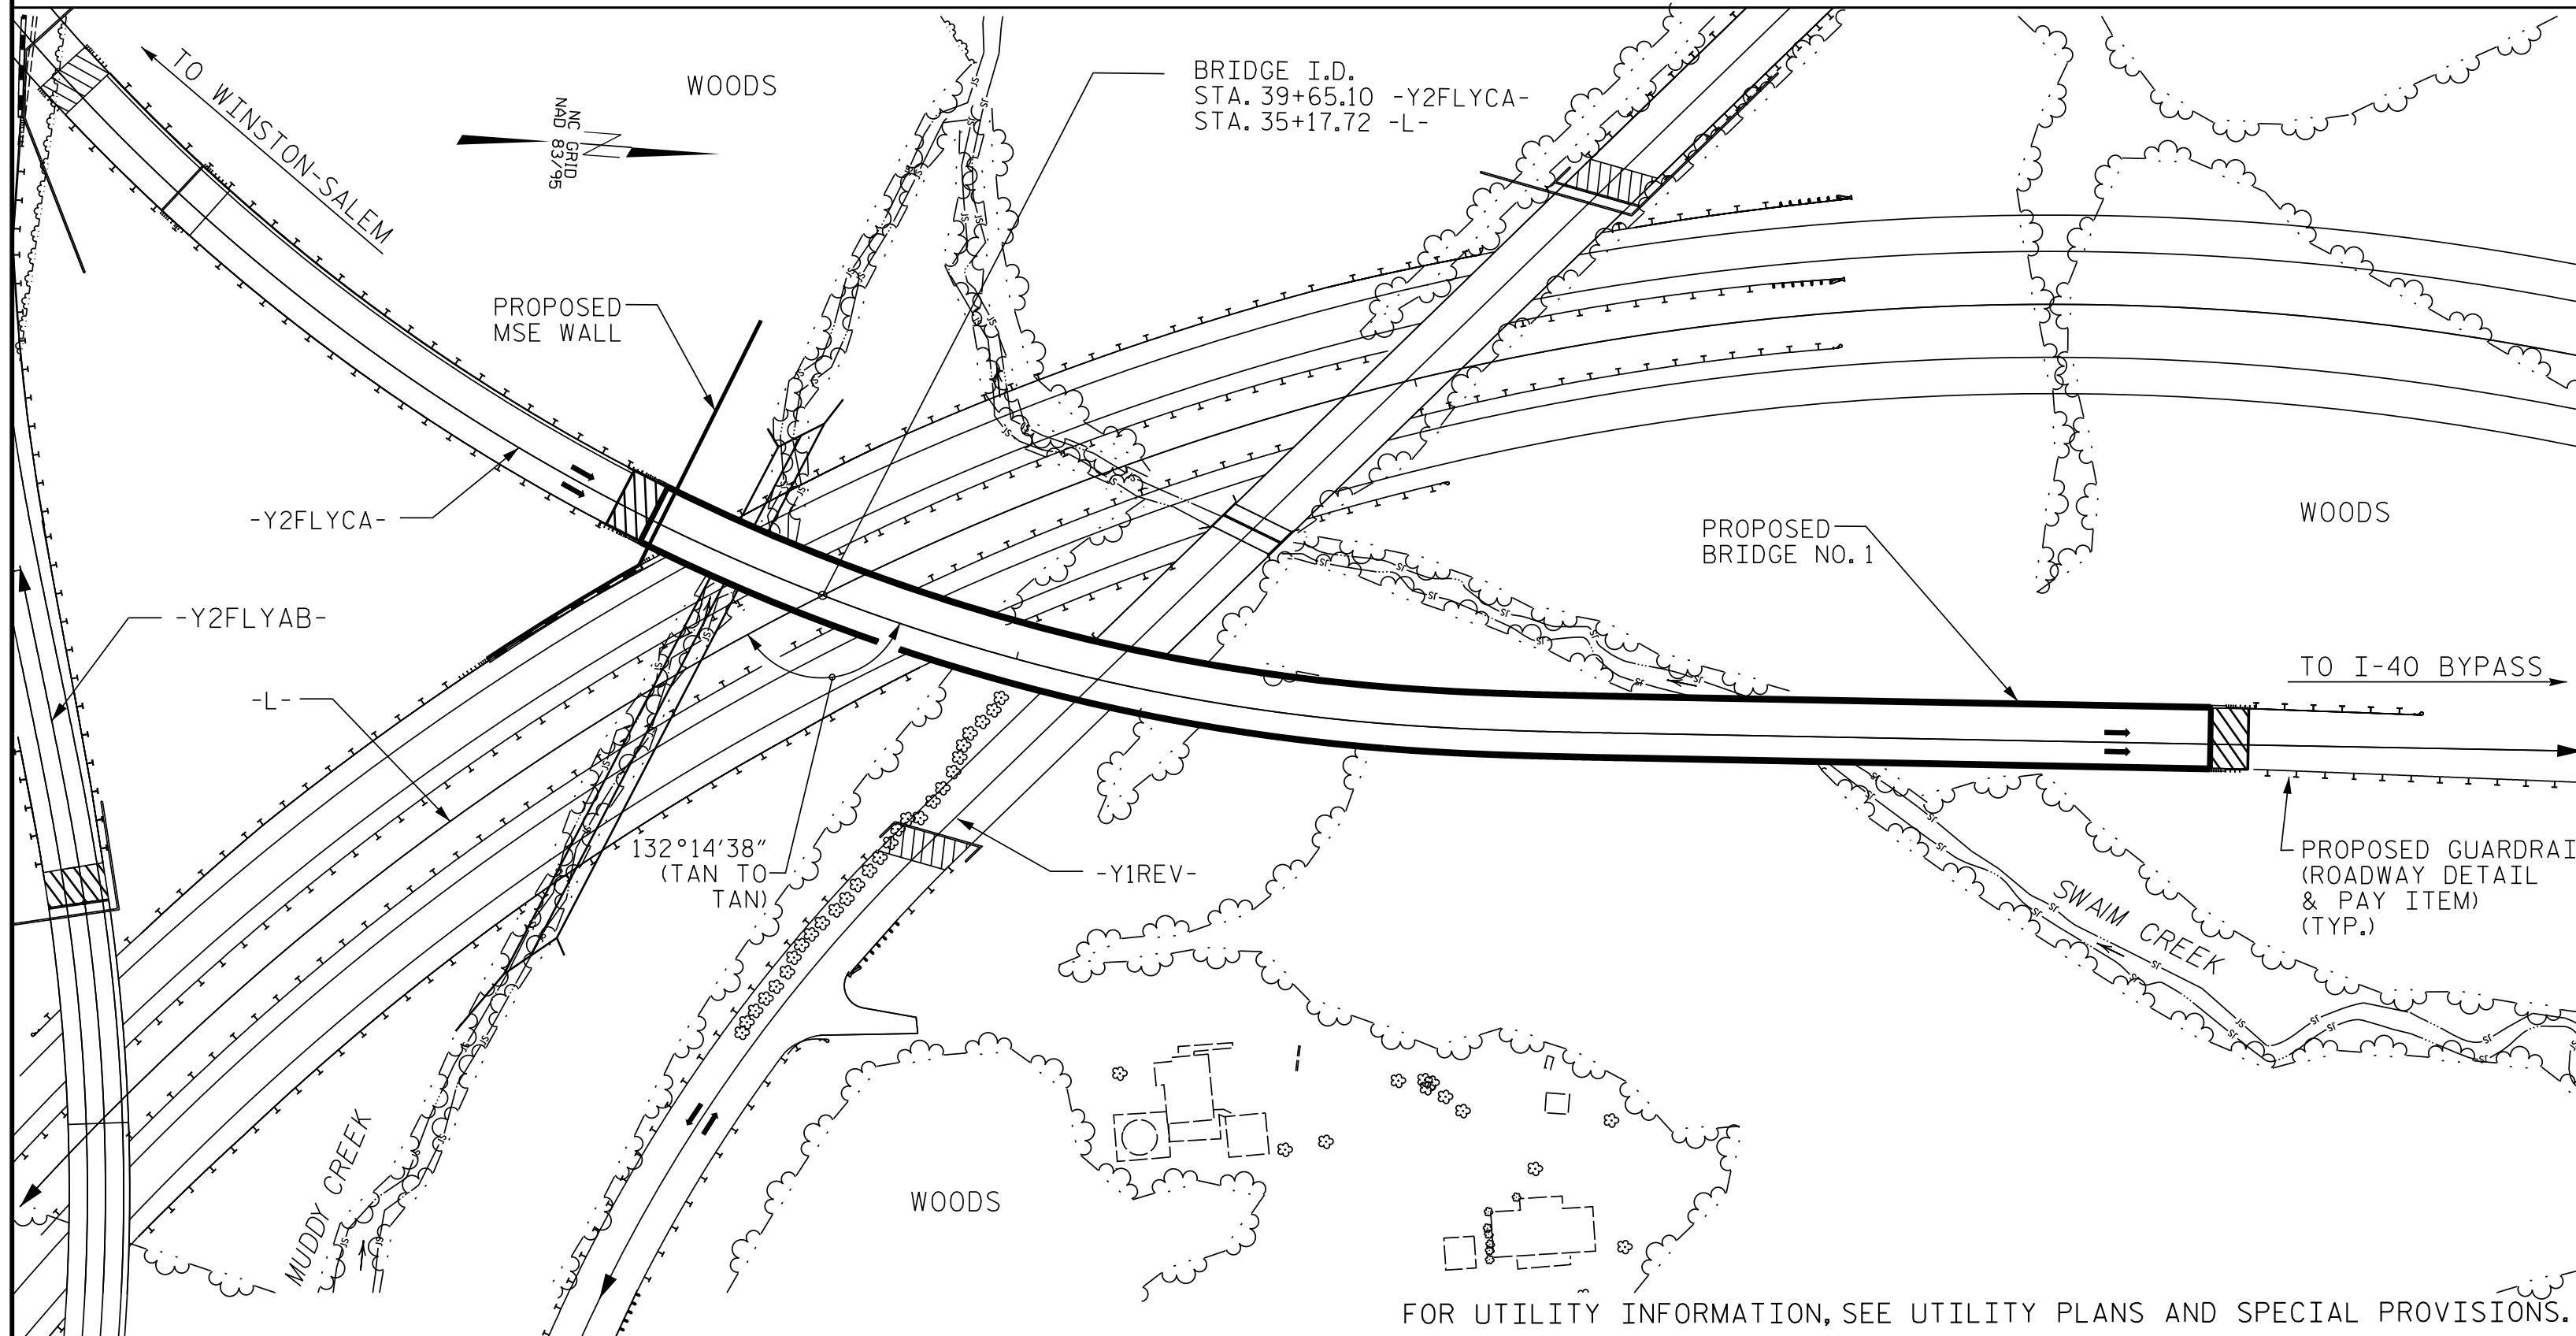 TO WINSTON-SALEM
WOODS
NC GRID
NAD 83/95
BRIDGE I.D.
STA. 39+65.10 -Y2FLYCA-
STA. 35+17.72 -L-
PROPOSED
MSE WALL
-Y2FLYCA-
WOODS
PROPOSED
BRIDGE NO. 1
-Y2FLYAB-
TO I-40 BYPASS
-L-
132°14'38"
(TAN TO
TAN)
-Y1REV-
PROPOSED GUARDRAI
(ROADWAY DETAIL
& PAY ITEM)
(TYP.)
SWAIM CREEK
MUDDY CREEK
WOODS
FOR UTILITY INFORMATION, SEE UTILITY PLANS AND SPECIAL PROVISIONS.